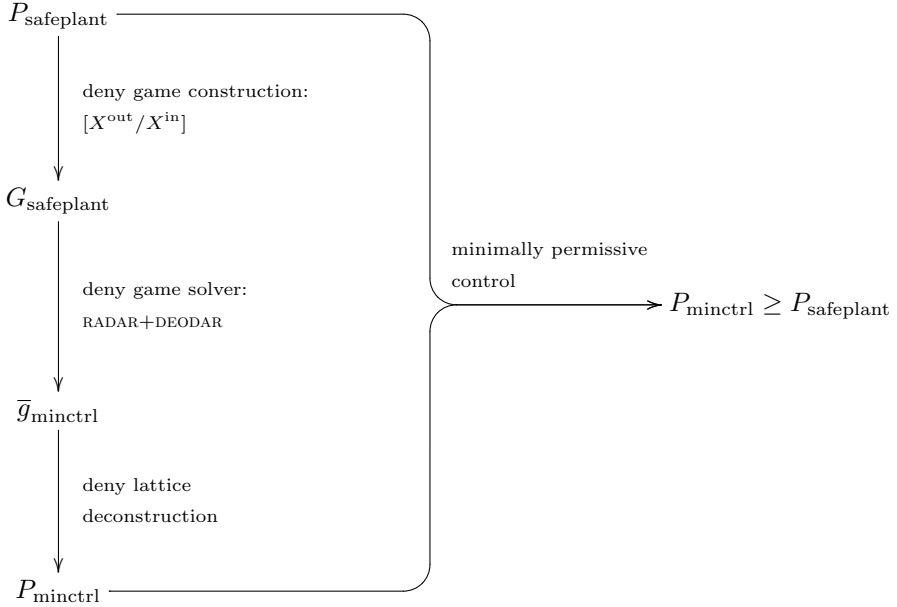 P_safeplant
deny game construction:
[X^out/X^in]
G_safeplant
minimally permissive
control
deny game solver:
RADAR+DEODAR
P_minctrl ≥ P_safeplant
g̅_minctrl
deny lattice
deconstruction
P_minctrl